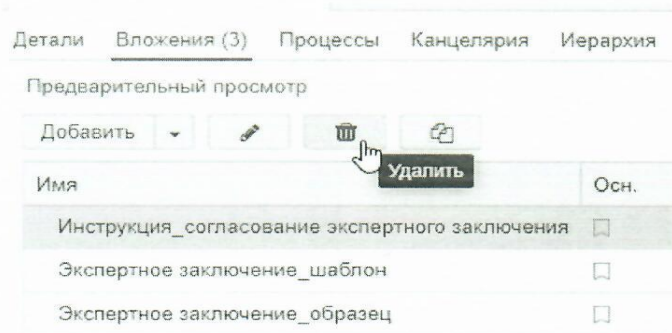 Детали Вложения (3) Процессы Канцелярия Иерархия
Предварительный просмотр
Добавить
Удалить
Имя Осн.
Инструкция_согласование экспертного заключения
Экспертное заключение_шаблон
Экспертное заключение_образец